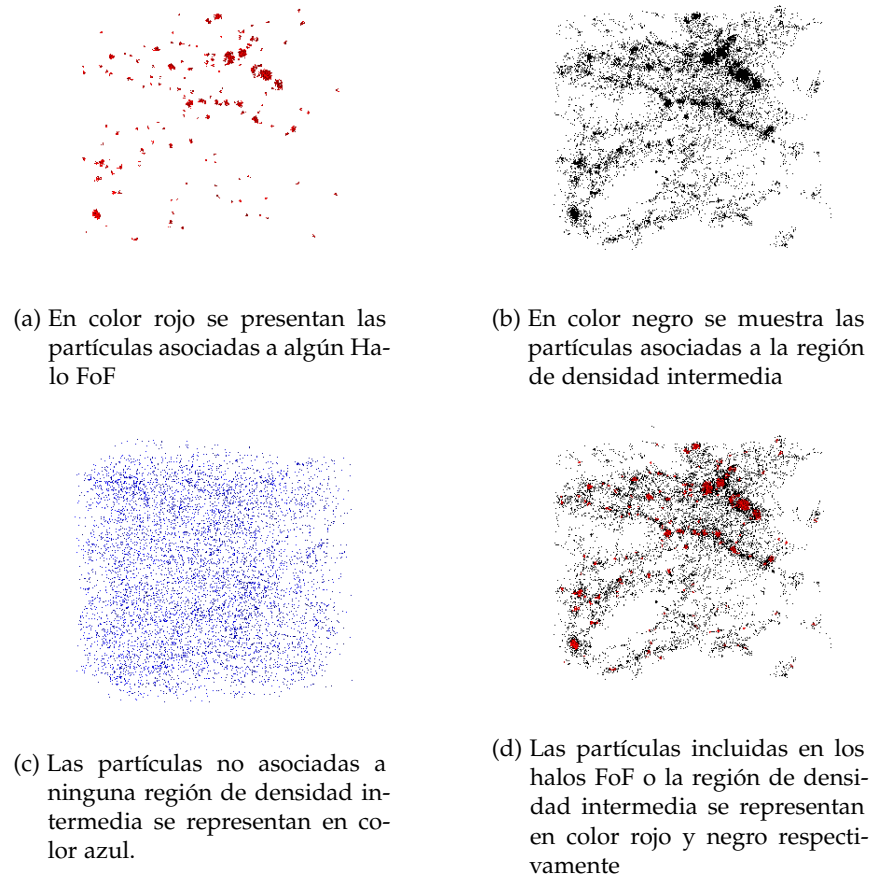 (a) En color rojo se presentan las
partículas asociadas a algún Ha-
lo FoF
(b) En color negro se muestra las
partículas asociadas a la región
de densidad intermedia
(c) Las partículas no asociadas a
ninguna región de densidad in-
termedia se representan en co-
lor azul.
(d) Las partículas incluidas en los
halos FoF o la región de densi-
dad intermedia se representan
en color rojo y negro respecti-
vamente